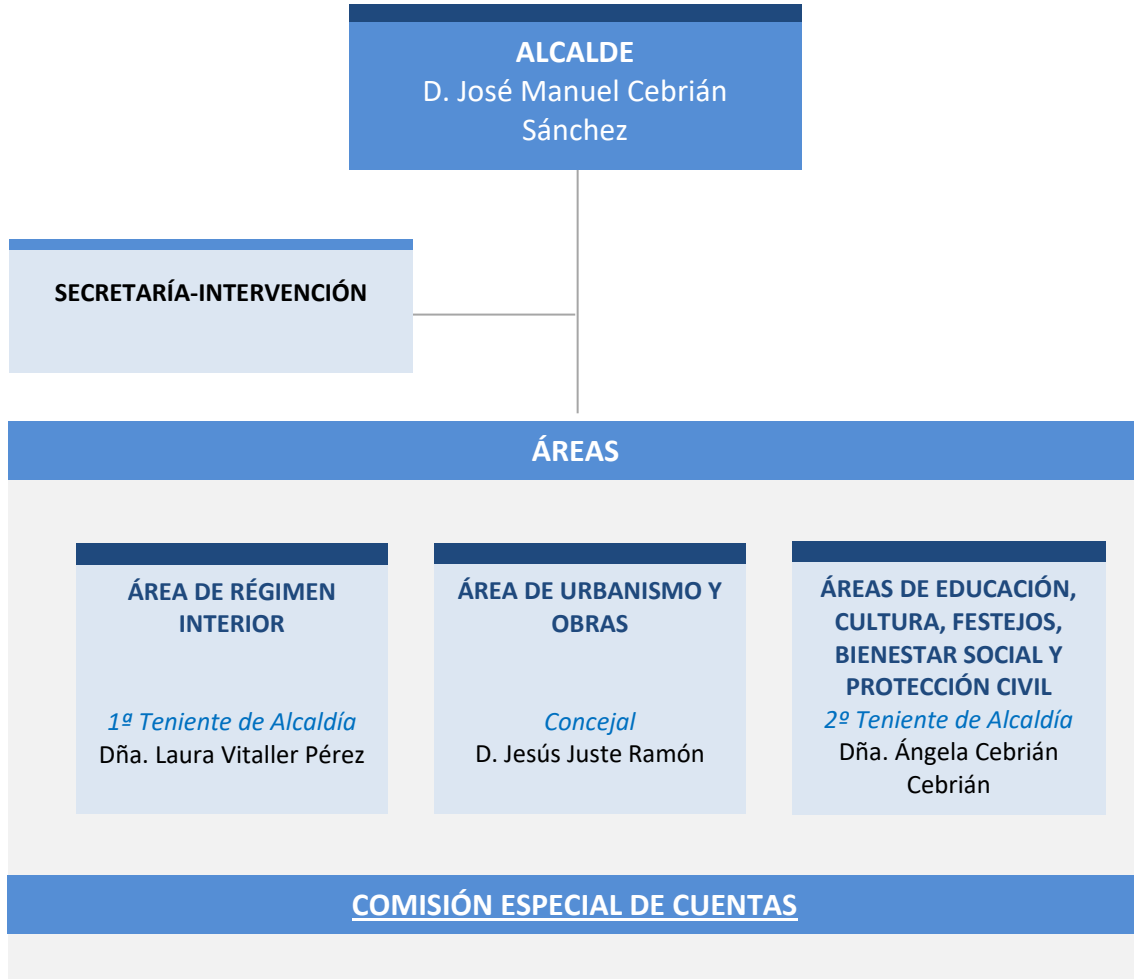 ALCALDE
D. José Manuel Cebrián
Sánchez
SECRETARÍA-INTERVENCIÓN
ÁREAS
ÁREA DE RÉGIMEN
INTERIOR
1ª Teniente de Alcaldía
Dña. Laura Vitaller Pérez
ÁREA DE URBANISMO Y
OBRAS
Concejal
D. Jesús Juste Ramón
ÁREAS DE EDUCACIÓN,
CULTURA, FESTEJOS,
BIENESTAR SOCIAL Y
PROTECCIÓN CIVIL
2º Teniente de Alcaldía
Dña. Ángela Cebrián
Cebrián
COMISIÓN ESPECIAL DE CUENTAS